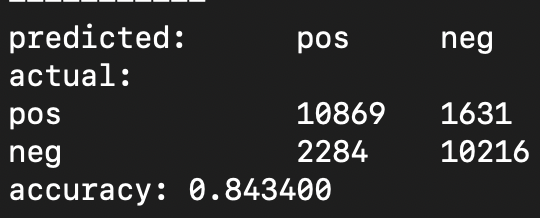 predicted: pos neg
actual:
pos 10869 1631
neg 2284 10216
accuracy: 0.843400